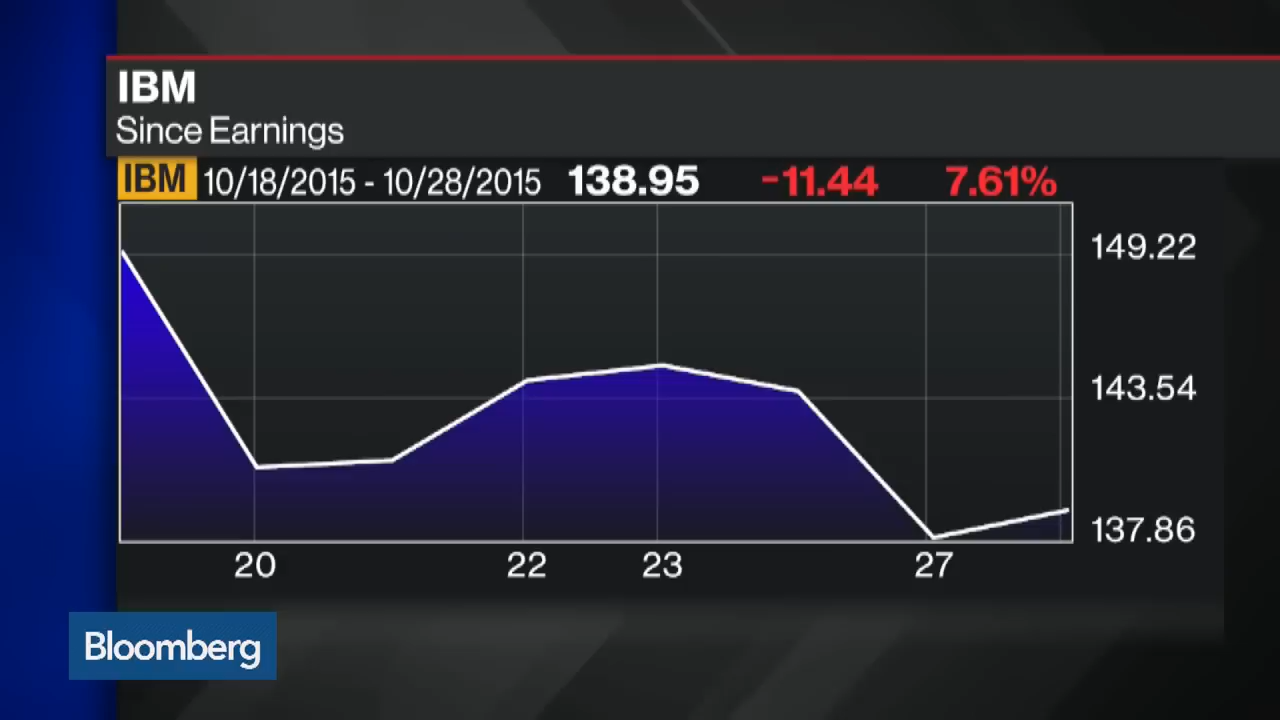 IBM
Since Earnings
IBM 10/18/2015 - 10/28/2015 138.95 -11.44 7.61%
149.22
143.54
137.86
20 22 23 27
Bloomberg